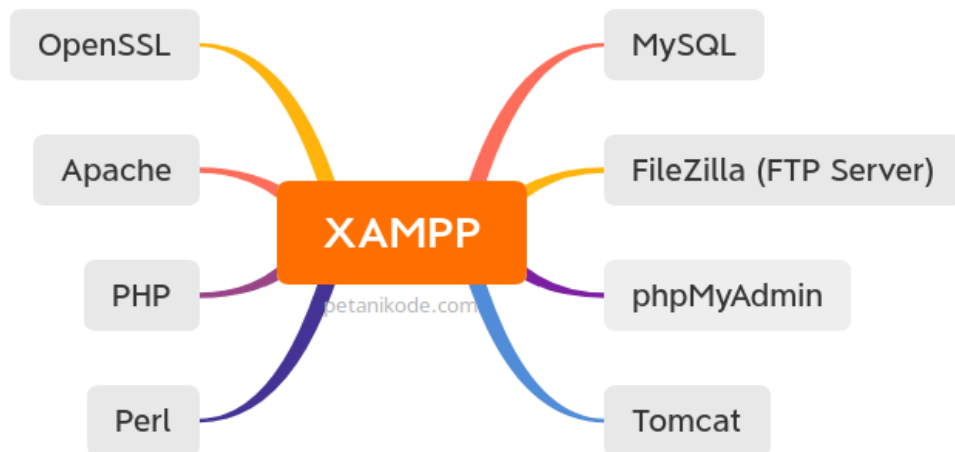 OpenSSL
MySQL
Apache
FileZilla (FTP Server)
XAMPP
PHP
phpMyAdmin
petanikode.com
Perl
Tomcat